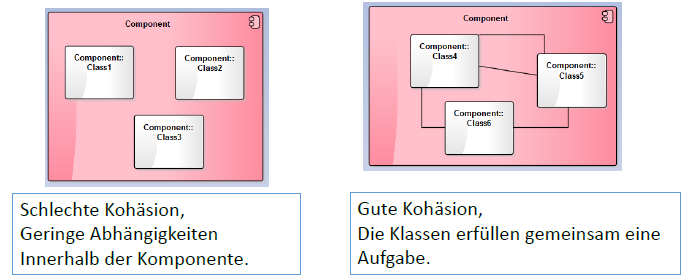 Component
Component::
Class1
Component::
Class2
Component::
Class3
Schlechte Kohäsion,
Geringe Abhängigkeiten
Innerhalb der Komponente.
Component
Component::
Class4
Component::
Class5
Component::
Class6
Gute Kohäsion,
Die Klassen erfüllen gemeinsam eine
Aufgabe.